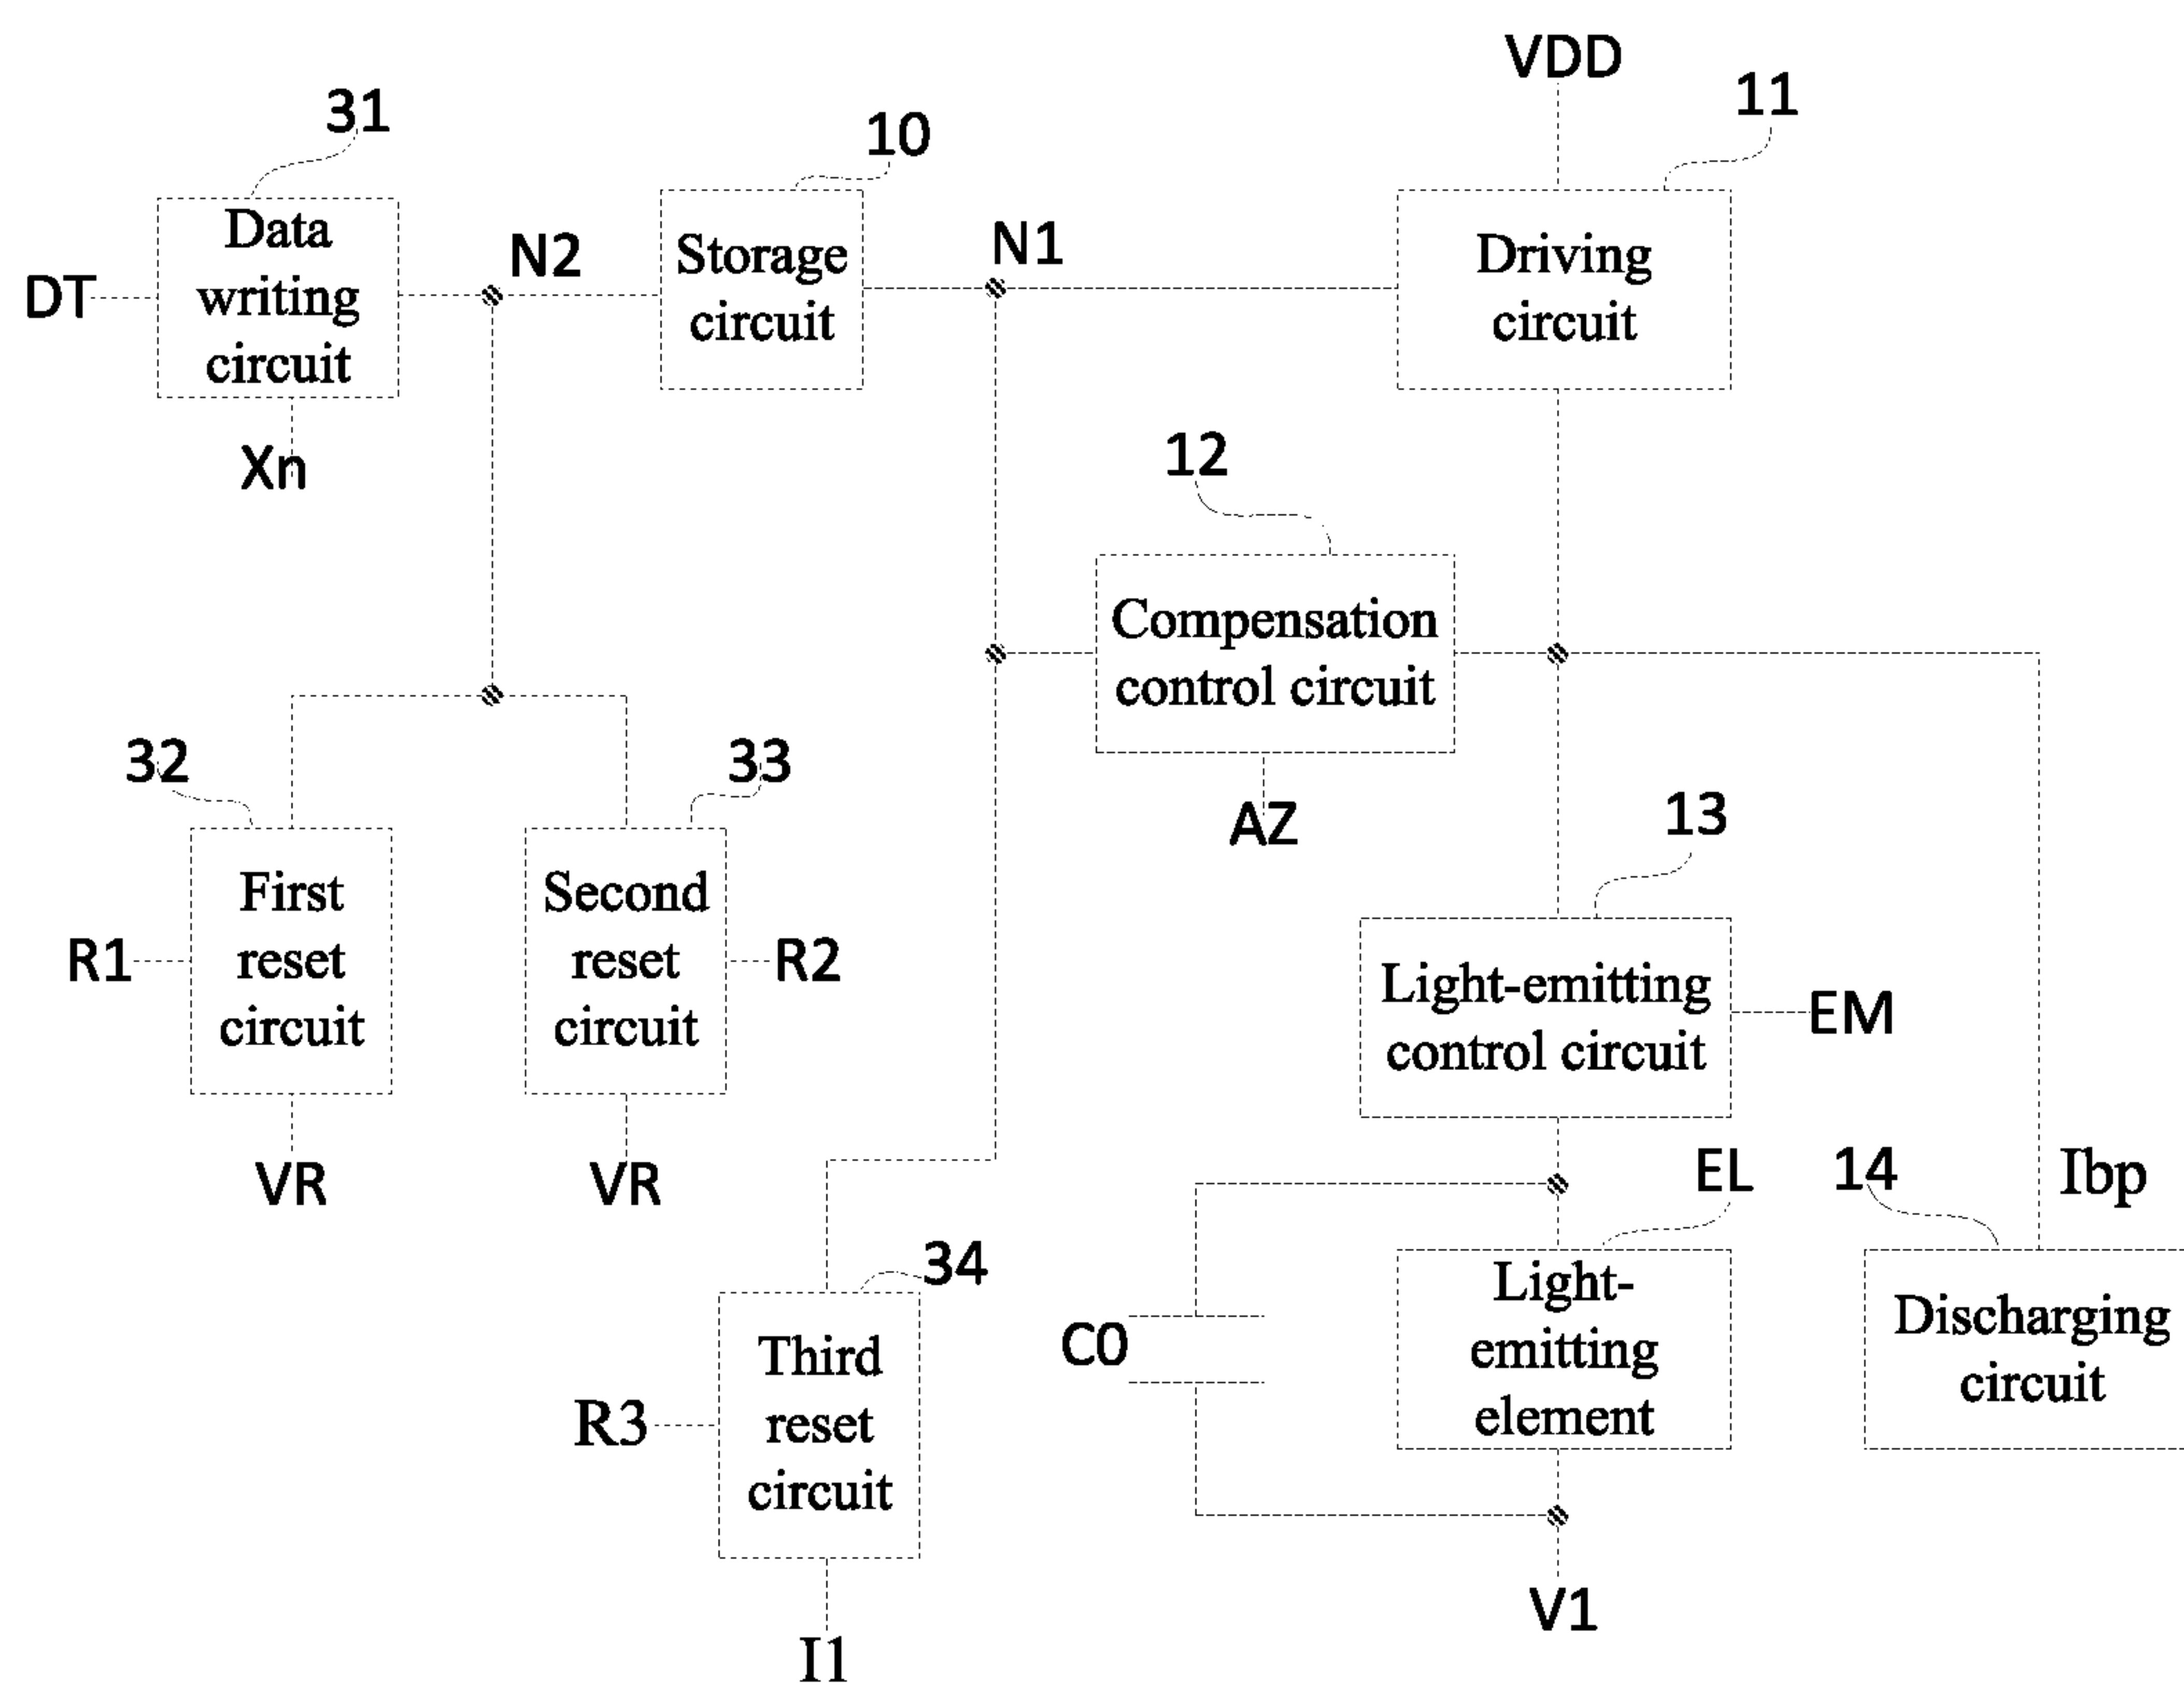 VDD
31
10
11
Data
writing
circuit
DT
Xn
N2
Storage
circuit
N1
Driving
circuit
12
Compensation
control circuit
AZ
32
33
First
reset
circuit
R1
VR
Second
reset
circuit
R2
VR
13
Light-emitting
control circuit
EM
34
Third
reset
circuit
R3
I1
C0
EL
Light-
emitting
element
V1
14
Ibp
Discharging
circuit